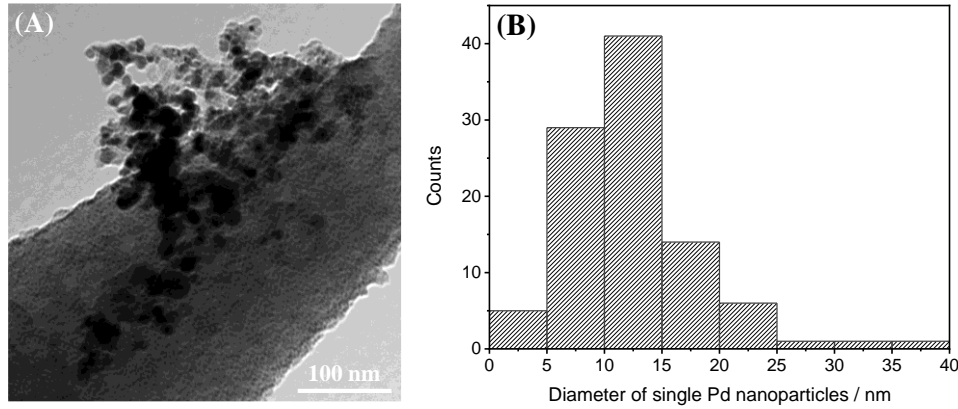 (A)
100 nm
(B)
Counts
40
30
20
10
0
0 5 10 15 20 25 30 35 40
Diameter of single Pd nanoparticles / nm